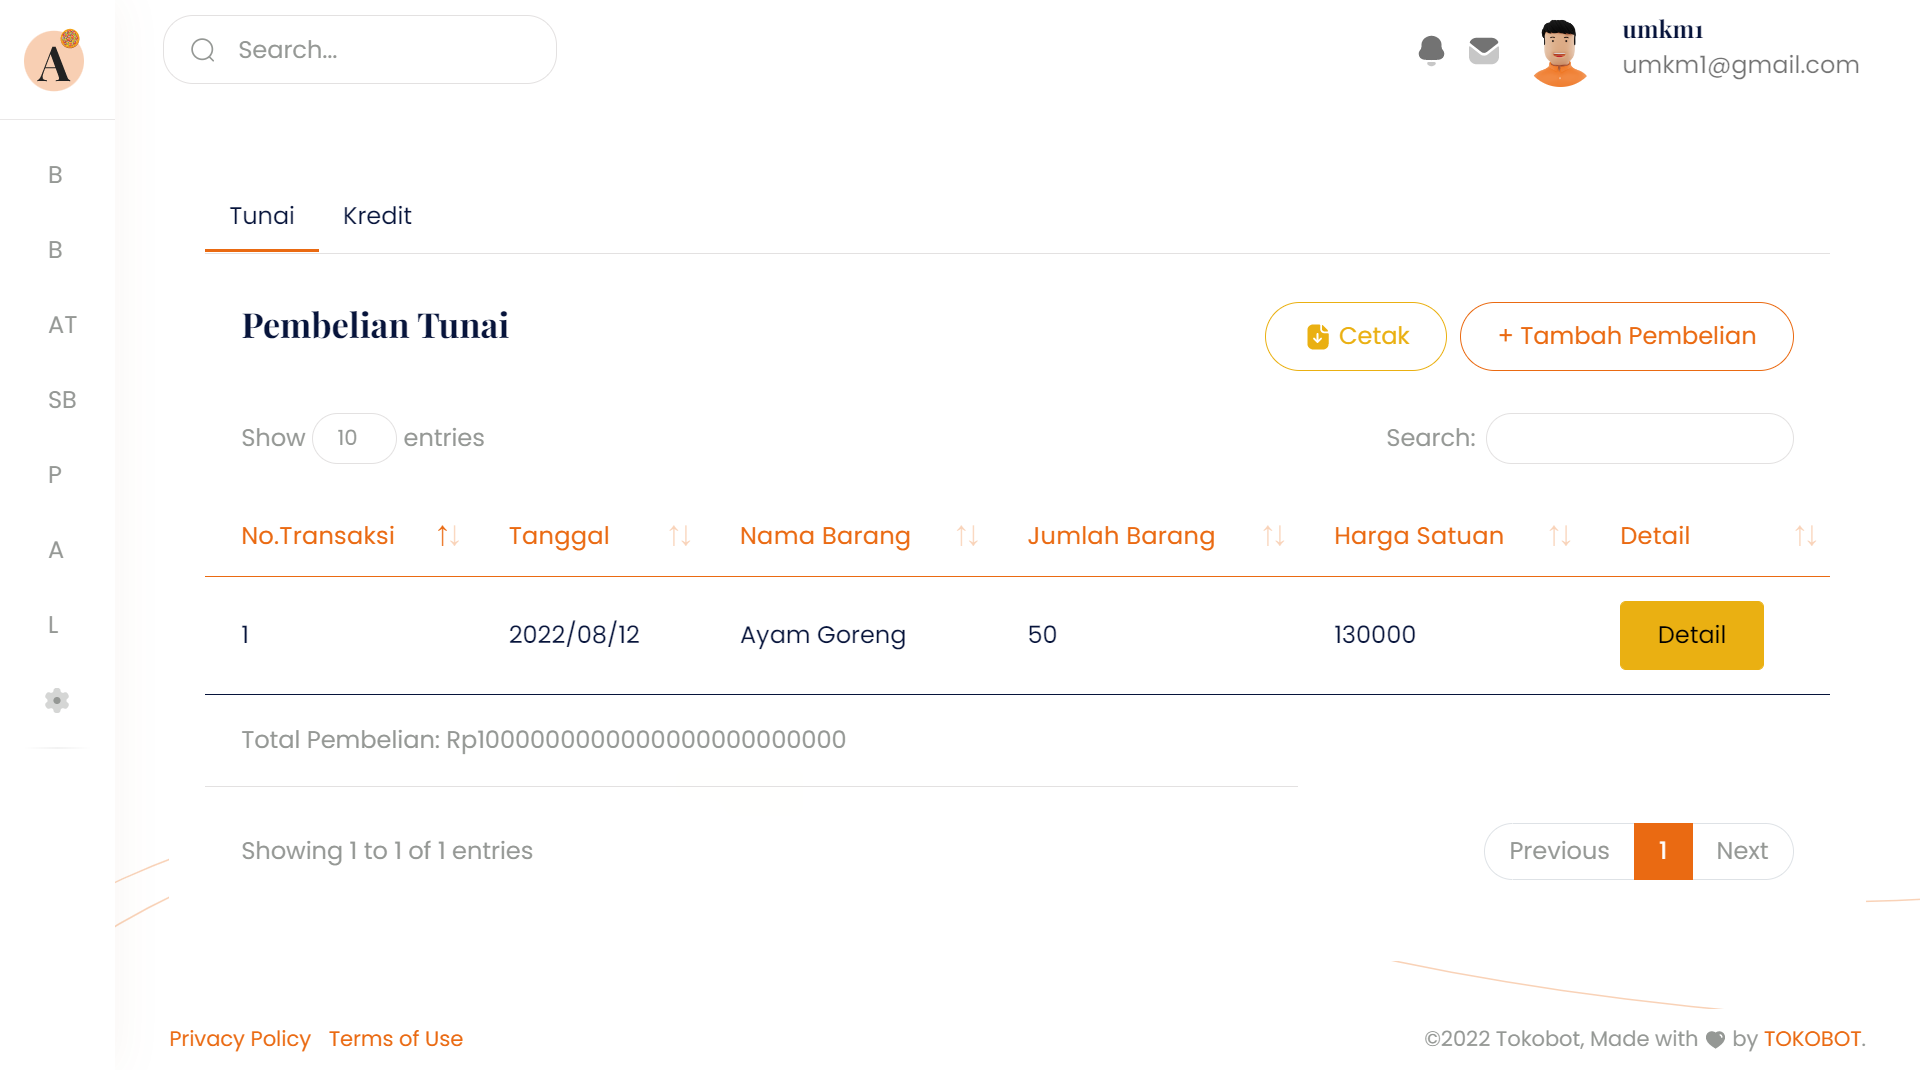 A
Search...
umkm1
umkm1@gmail.com
B
B
AT
SB
P
A
L
Tunai Kredit
Pembelian Tunai
Cetak
+ Tambah Pembelian
Show 10 entries
Search:
No.Transaksi Tanggal Nama Barang Jumlah Barang Harga Satuan Detail
1 2022/08/12 Ayam Goreng 50 130000 Detail
Total Pembelian: Rp1000000000000000000000000
Showing 1 to 1 of 1 entries
Previous 1 Next
Privacy Policy Terms of Use
©2022 Tokobot, Made with by TOKOBOT.